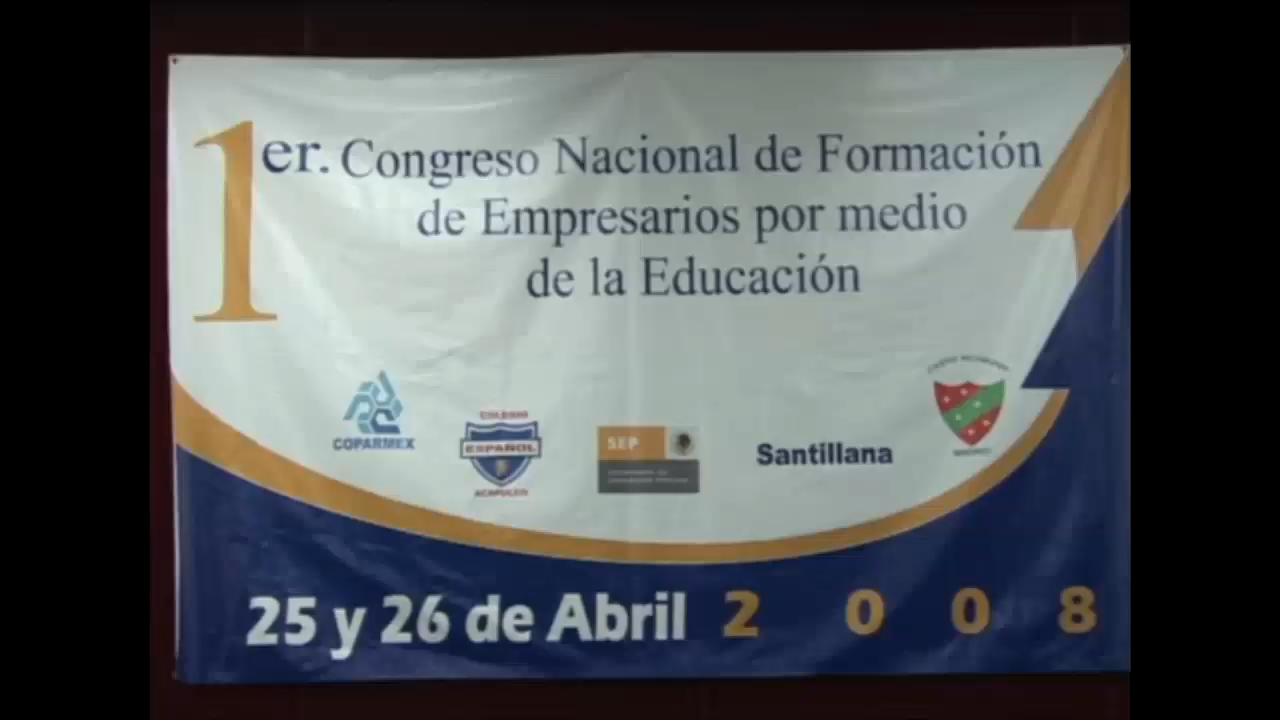 1er. Congreso Nacional de Formación
de Empresarios por medio
de la Educación
COPARMEX
COLEGIO
ESPAÑOL
ACAPULCO
SEP
Santillana
25 y 26 de Abril 2 0 0 8